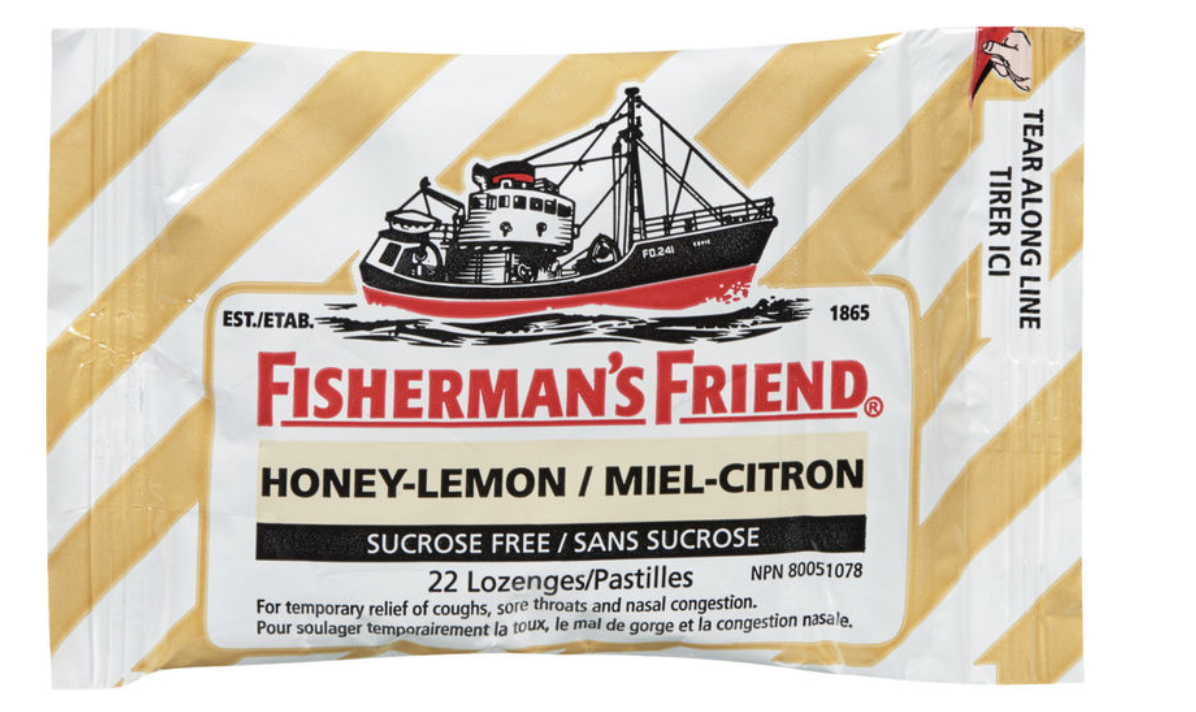 TEAR ALONG LINE
TIRER ICI
FD.241
EST./ETAB.
1865
FISHERMAN'S FRIEND®
HONEY-LEMON / MIEL-CITRON
SUCROSE FREE / SANS SUCROSE
22 Lozenges/Pastilles
NPN 80051078
For temporary relief of coughs, sore throats and nasal congestion.
Pour soulager temporairement la toux, le mal de gorge et la congestion nasale.